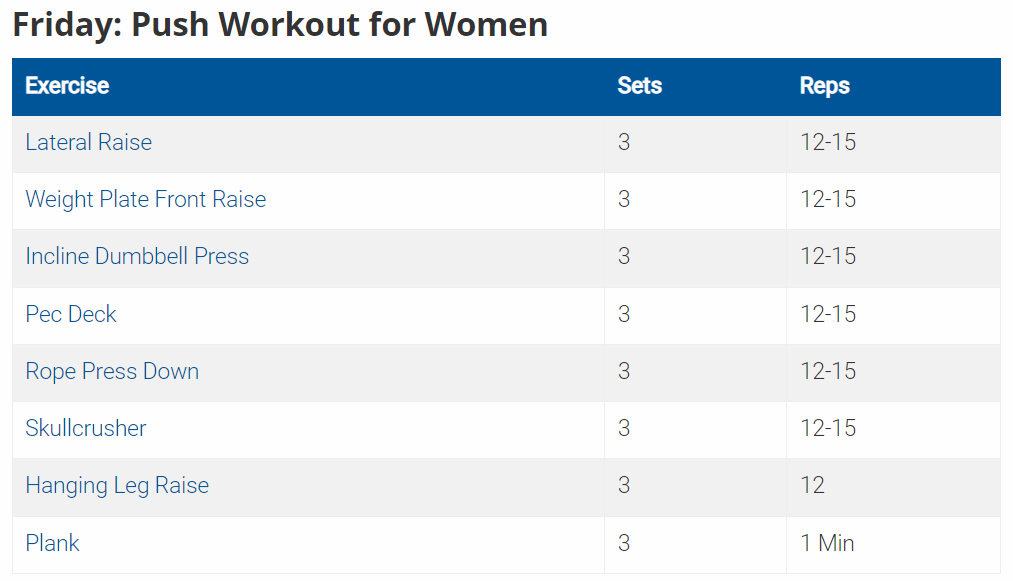 Friday: Push Workout for Women
Exercise Sets Reps
Lateral Raise 3 12-15
Weight Plate Front Raise 3 12-15
Incline Dumbbell Press 3 12-15
Pec Deck 3 12-15
Rope Press Down 3 12-15
Skullcrusher 3 12-15
Hanging Leg Raise 3 12
Plank 3 1 Min